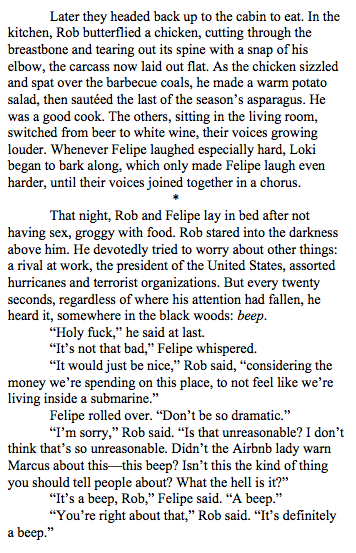 Later they headed back up to the cabin to eat. In the
kitchen, Rob butterflied a chicken, cutting through the
breastbone and tearing out its spine with a snap of his
elbow, the carcass now laid out flat. As the chicken sizzled
and spat over the barbecue coals, he made a warm potato
salad, then sautéed the last of the season’s asparagus. He
was a good cook. The others, sitting in the living room,
switched from beer to white wine, their voices growing
louder. Whenever Felipe laughed especially hard, Loki
began to bark along, which only made Felipe laugh even
harder, until their voices joined together in a chorus.
*
That night, Rob and Felipe lay in bed after not
having sex, groggy with food. Rob stared into the darkness
above him. He devotedly tried to worry about other things:
a rival at work, the president of the United States, assorted
hurricanes and terrorist organizations. But every twenty
seconds, regardless of where his attention had fallen, he
heard it, somewhere in the black woods: beep.
“Holy fuck,” he said at last.
“It’s not that bad,” Felipe whispered.
“It would just be nice,” Rob said, “considering the
money we’re spending on this place, to not feel like we’re
living inside a submarine.”
Felipe rolled over. “Don’t be so dramatic.”
“I’m sorry,” Rob said. “Is that unreasonable? I don’t
think that’s so unreasonable. Didn’t the Airbnb lady warn
Marcus about this—this beep? Isn’t this the kind of thing
you should tell people about? What the hell is it?”
“It’s a beep, Rob,” Felipe said. “A beep.”
“You’re right about that,” Rob said. “It’s definitely
a beep.”